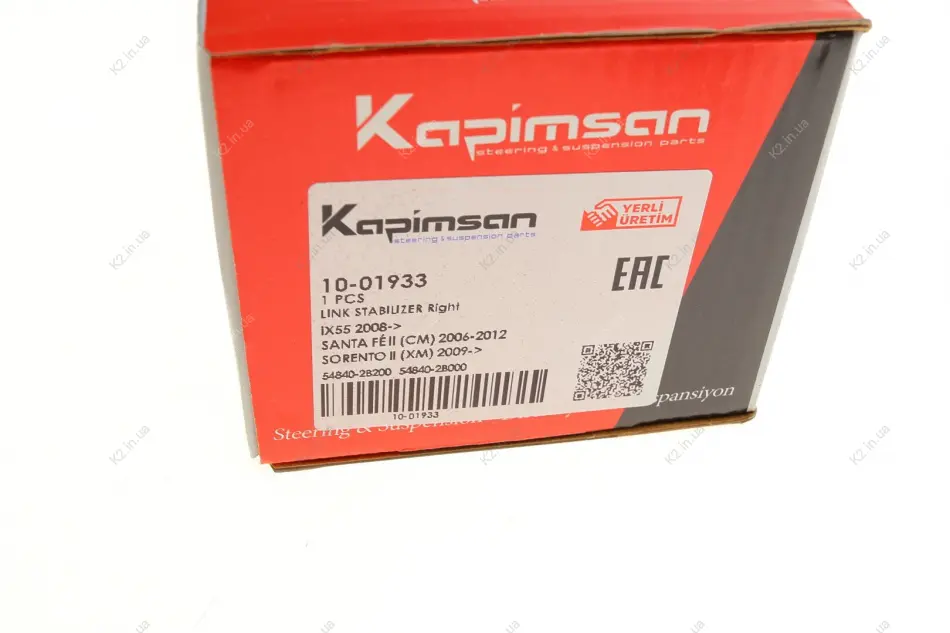 Kapimsan
steering & suspension parts
Kapimsan
steering & suspension parts
YERLİ
ÜRETİM
EAC
10-01933
1 PCS
LINK STABILIZER Right
IX55 2008->
SANTA FÉ II (CM) 2006-2012
SORENTO II (XM) 2009->
54840-2B200 54840-2B000
10-01933
Steering & Suspension
spansiyon
K2.in.ua